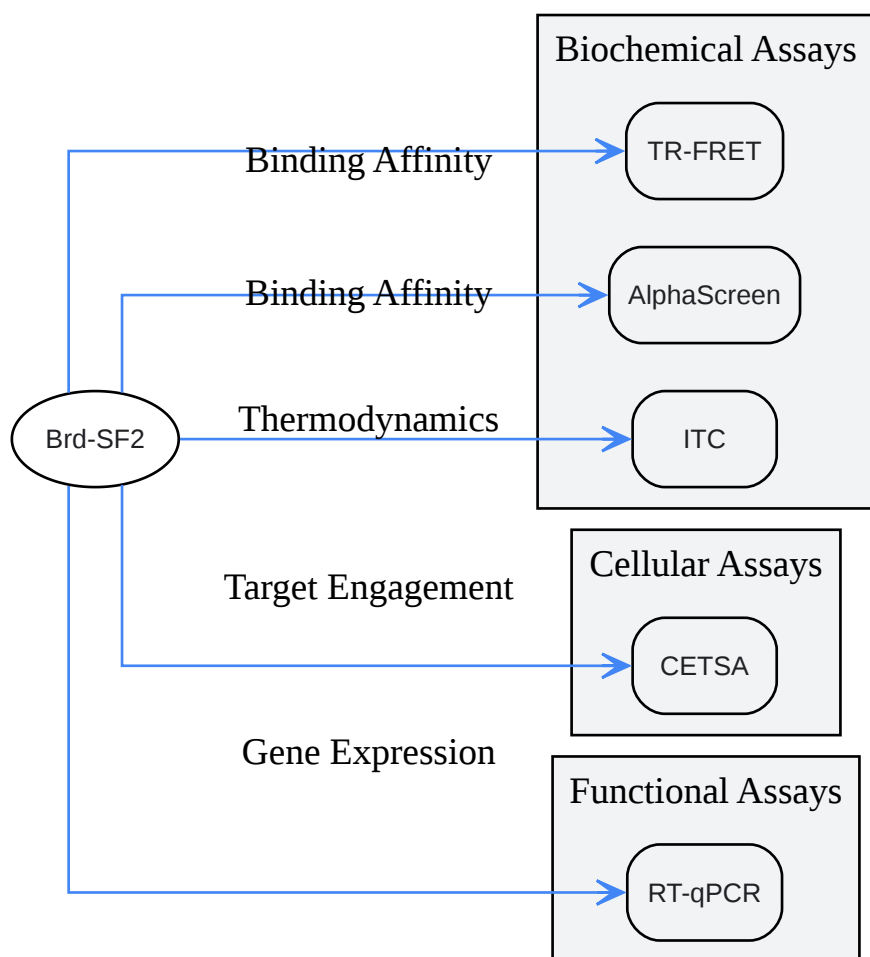 Biochemical Assays
Binding Affinity
TR-FRET
Binding Affinity
AlphaScreen
Brd-SF2
Thermodynamics
ITC
Cellular Assays
Target Engagement
CETSA
Gene Expression
Functional Assays
RT-qPCR